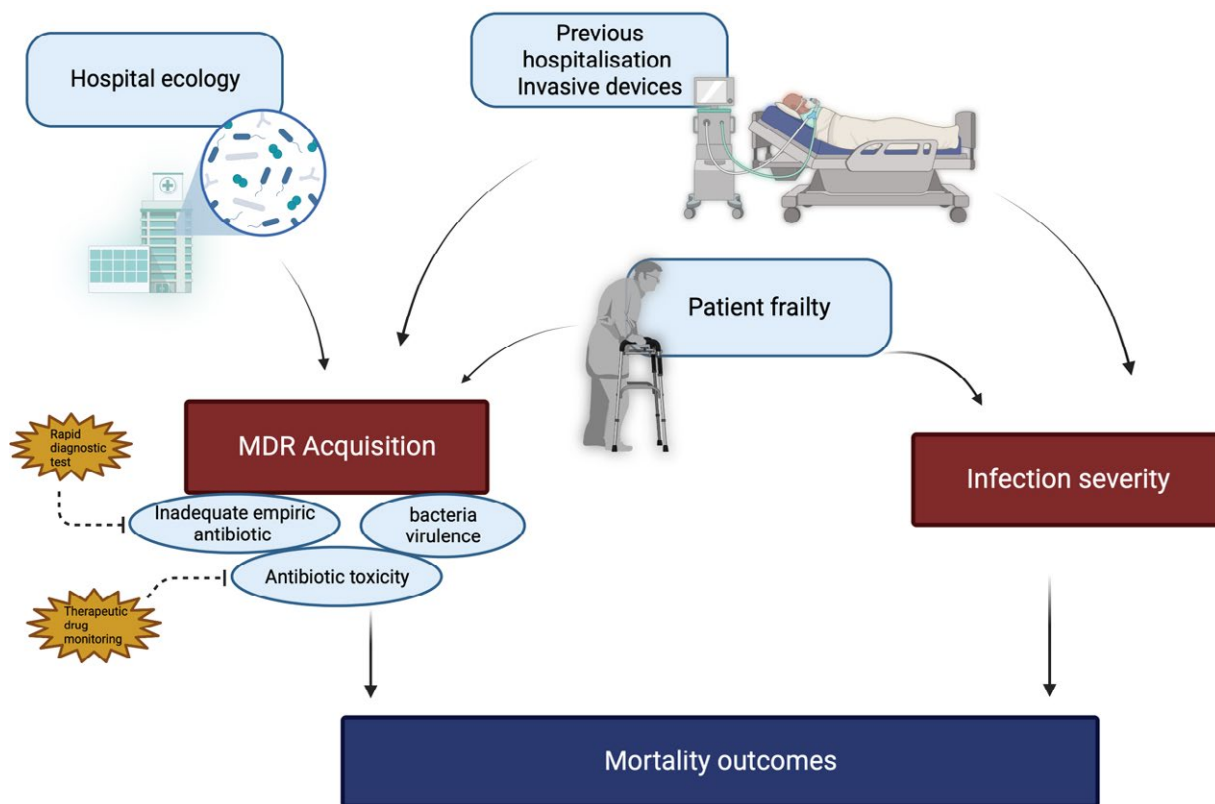 Hospital ecology
Previous
hospitalisation
Invasive devices
Patient frailty
MDR Acquisition
Rapid
diagnostic
test
Inadequate empiric
antibiotic
bacteria
virulence
Antibiotic toxicity
Therapeutic
drug
monitoring
Infection severity
Mortality outcomes